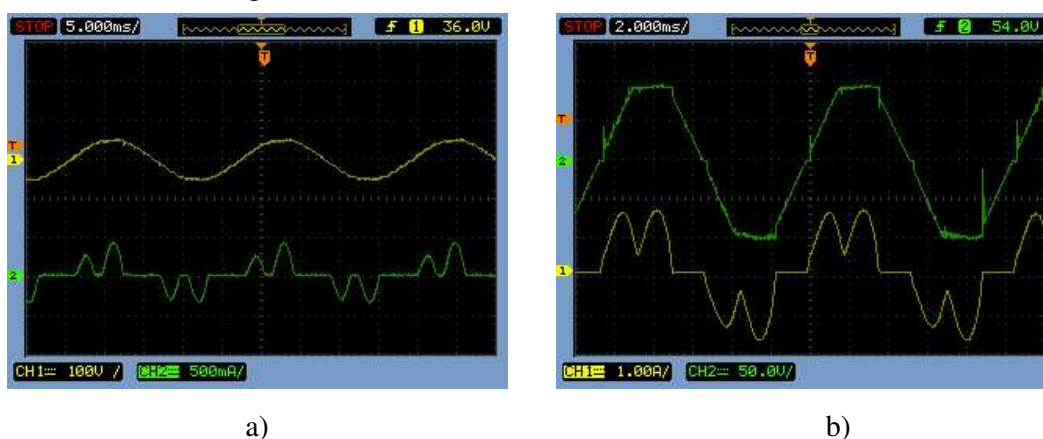 STOP 5.000ms/ T 1 36.0V
T
T
1
2
CH1 100V / CH2 500mA/
a)
STOP 2.000ms/ T 2 54.0V
T
T
2
1
CH1 1.00A/ CH2 50.0V/
b)